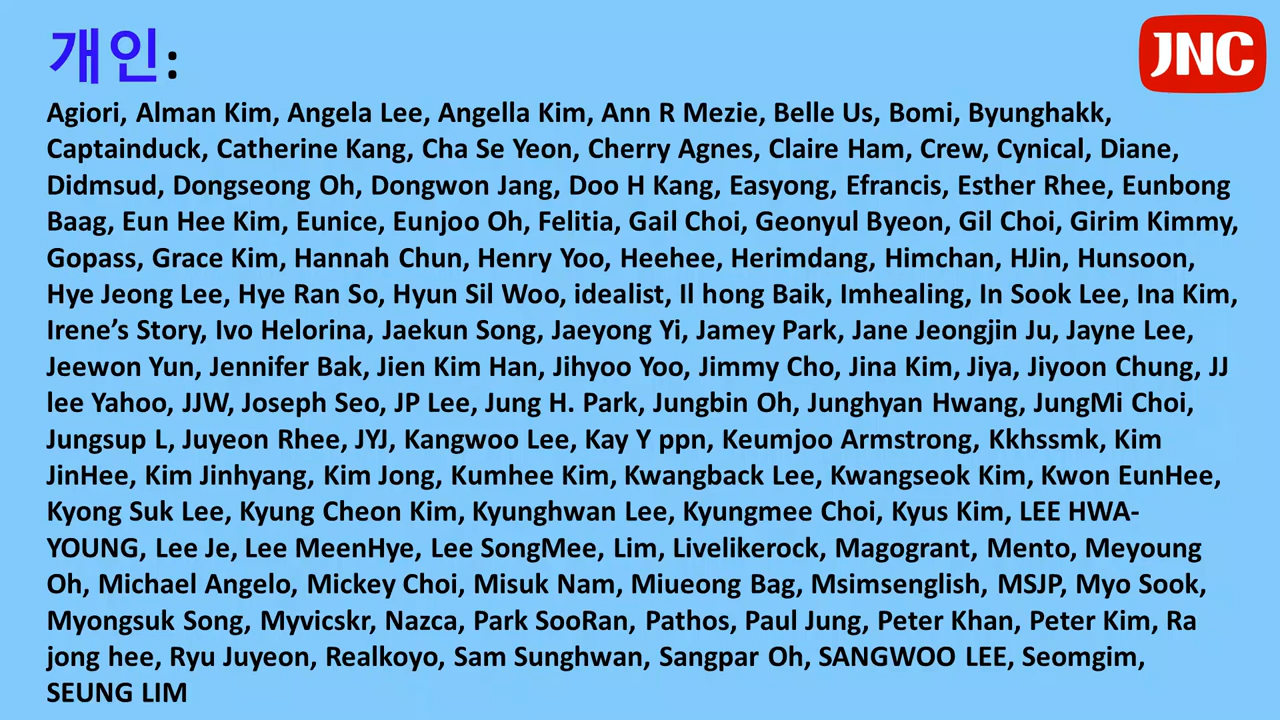 개인:
JNC
Agiori, Alman Kim, Angela Lee, Angella Kim, Ann R Mezie, Belle Us, Bomi, Byunghakk,
Captainduck, Catherine Kang, Cha Se Yeon, Cherry Agnes, Claire Ham, Crew, Cynical, Diane,
Didmsud, Dongseong Oh, Dongwon Jang, Doo H Kang, Easyong, Efrancis, Esther Rhee, Eunbong
Baag, Eun Hee Kim, Eunice, Eunjoo Oh, Felitia, Gail Choi, Geonyul Byeon, Gil Choi, Girim Kimmy,
Gopass, Grace Kim, Hannah Chun, Henry Yoo, Heehee, Herimdang, Himchan, HJin, Hunsoon,
Hye Jeong Lee, Hye Ran So, Hyun Sil Woo, idealist, Il hong Baik, Imhealing, In Sook Lee, Ina Kim,
Irene’s Story, Ivo Helorina, Jaekun Song, Jaeyong Yi, Jamey Park, Jane Jeongjin Ju, Jayne Lee,
Jeewon Yun, Jennifer Bak, Jien Kim Han, Jihyoo Yoo, Jimmy Cho, Jina Kim, Jiya, Jiyoon Chung, JJ
lee Yahoo, JJW, Joseph Seo, JP Lee, Jung H. Park, Jungbin Oh, Junghyan Hwang, JungMi Choi,
Jungsup L, Juyeon Rhee, JYJ, Kangwoo Lee, Kay Y ppn, Keumjoo Armstrong, Kkhssmk, Kim
JinHee, Kim Jinhyang, Kim Jong, Kumhee Kim, Kwangback Lee, Kwangseok Kim, Kwon EunHee,
Kyong Suk Lee, Kyung Cheon Kim, Kyunghwan Lee, Kyungmee Choi, Kyus Kim, LEE HWA-
YOUNG, Lee Je, Lee MeenHye, Lee SongMee, Lim, Livelikerock, Magogrant, Mento, Meyoung
Oh, Michael Angelo, Mickey Choi, Misuk Nam, Miueong Bag, Msimsenglish, MSJP, Myo Sook,
Myongsuk Song, Myvicskr, Nazca, Park SooRan, Pathos, Paul Jung, Peter Khan, Peter Kim, Ra
jong hee, Ryu Juyeon, Realkoyo, Sam Sunghwan, Sangpar Oh, SANGWOO LEE, Seomgim,
SEUNG LIM